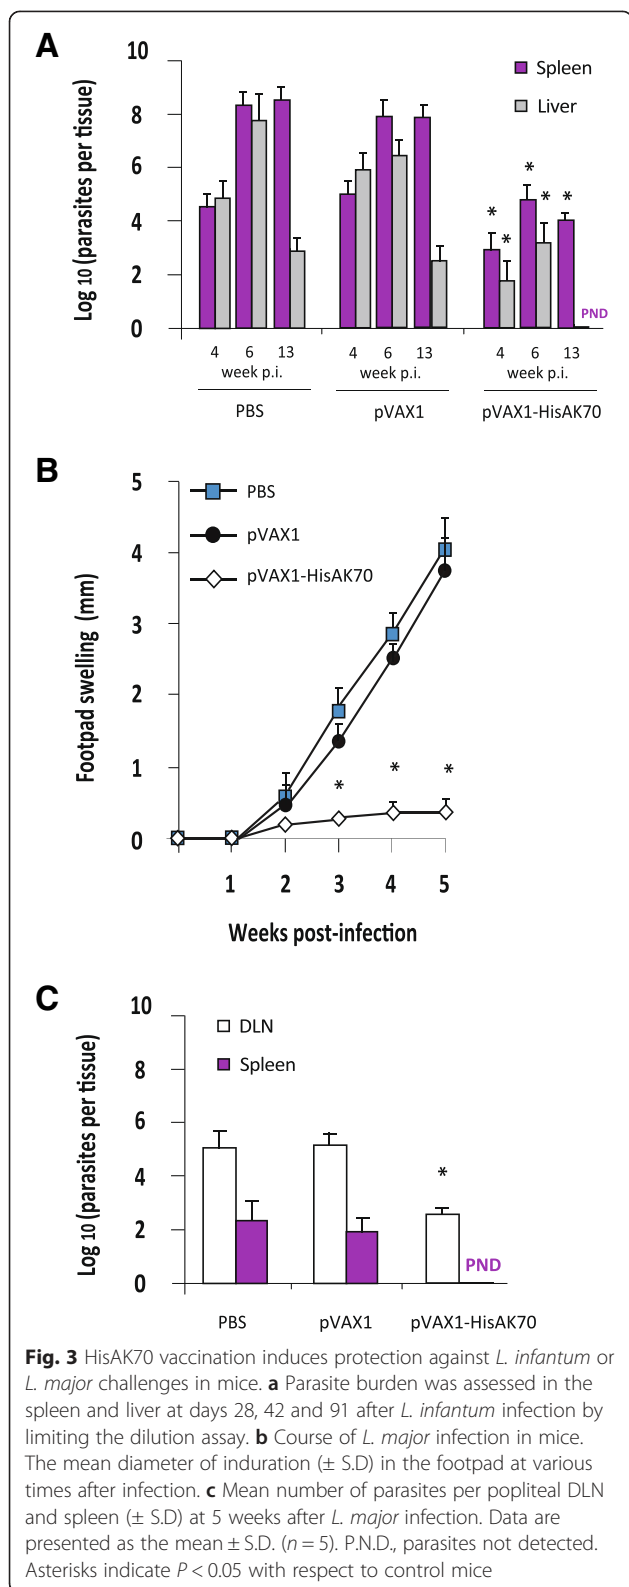 A
Log 10 (parasites per tissue)
10
8
6
4
2
0
Spleen
Liver
* * * * *
PND
4 6 13 4 6 13 4 6 13
week p.i. week p.i. week p.i.
PBS pVAX1 pVAX1-HisAK70
B
Footpad swelling (mm)
5
4
3
2
1
0
PBS
pVAX1
pVAX1-HisAK70
* * *
1 2 3 4 5
Weeks post-infection
C
Log 10 (parasites per tissue)
10
8
6
4
2
0
DLN
Spleen
*
PND
PBS pVAX1 pVAX1-HisAK70
Fig. 3 HisAK70 vaccination induces protection against L. infantum or
L. major challenges in mice. a Parasite burden was assessed in the
spleen and liver at days 28, 42 and 91 after L. infantum infection by
limiting the dilution assay. b Course of L. major infection in mice.
The mean diameter of induration (± S.D) in the footpad at various
times after infection. c Mean number of parasites per popliteal DLN
and spleen (± S.D) at 5 weeks after L. major infection. Data are
presented as the mean ± S.D. (n = 5). P.N.D., parasites not detected.
Asterisks indicate P < 0.05 with respect to control mice